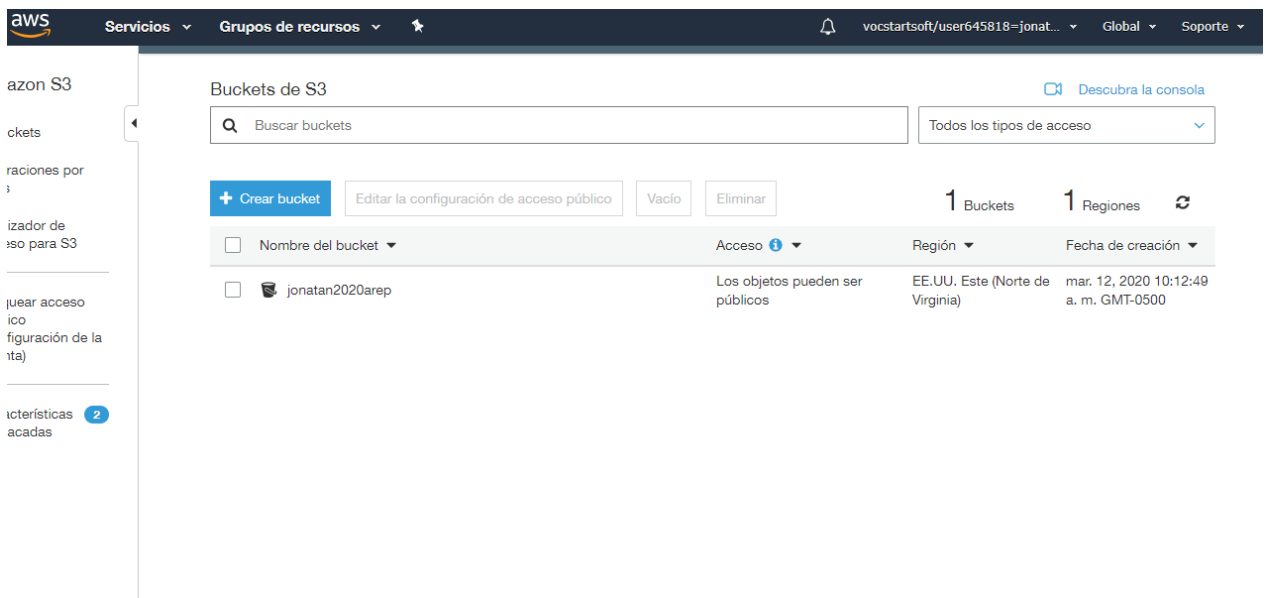 aws
Servicios
Grupos de recursos
vocstartsoft/user645818=jonat...
Global
Soporte
azon S3
ckets
raciones por
s
izador de
eso para S3
quear acceso
ico
figuración de la
nta)
acterísticas 2
acadas
Buckets de S3
Descubra la consola
Buscar buckets
Todos los tipos de acceso
Crear bucket
Editar la configuración de acceso público
Vacío
Eliminar
1 Buckets
1 Regiones
Nombre del bucket
Acceso
Región
Fecha de creación
jonatan2020arep
Los objetos pueden ser
públicos
EE.UU. Este (Norte de
Virginia)
mar. 12, 2020 10:12:49
a. m. GMT-0500